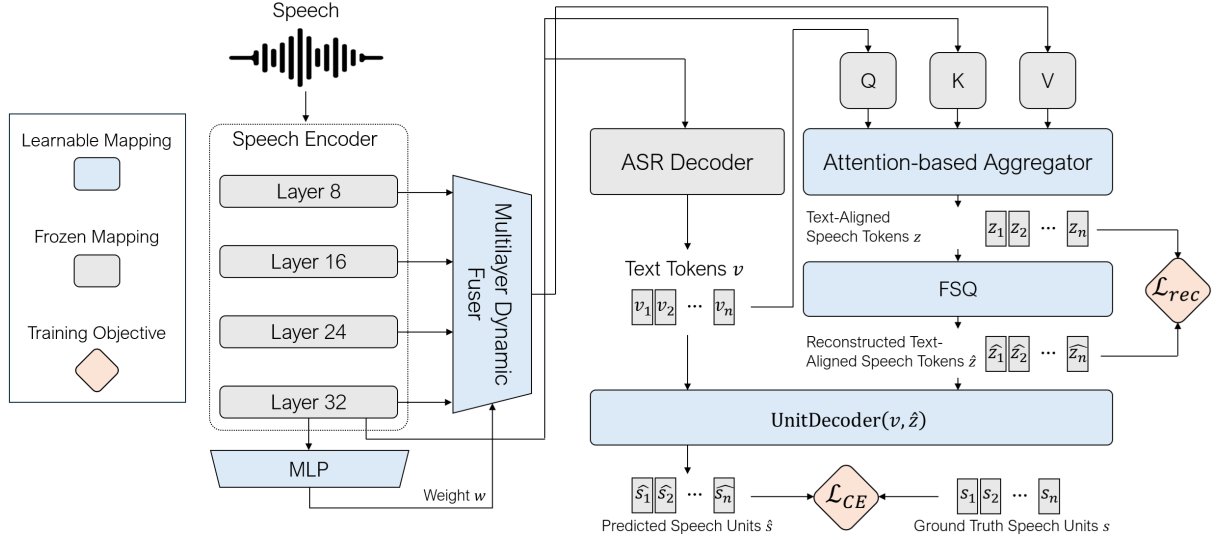 Speech
Learnable Mapping
Frozen Mapping
Training Objective
Speech Encoder
Layer 8
Layer 16
Layer 24
Layer 32
MLP
Weight w
Multilayer Dynamic
Fuser
Q K V
ASR Decoder
Attention-based Aggregator
Text-Aligned
Speech Tokens z
z₁ z₂ ⋯ zₙ
Text Tokens v
v₁ v₂ ⋯ vₙ
FSQ
ℒrec
Reconstructed Text-
Aligned Speech Tokens ẑ
ẑ₁ ẑ₂ ⋯ ẑₙ
UnitDecoder(v, ẑ)
ŝ₁ ŝ₂ ⋯ ŝₙ
Predicted Speech Units ŝ
ℒCE
s₁ s₂ ⋯ sₙ
Ground Truth Speech Units s